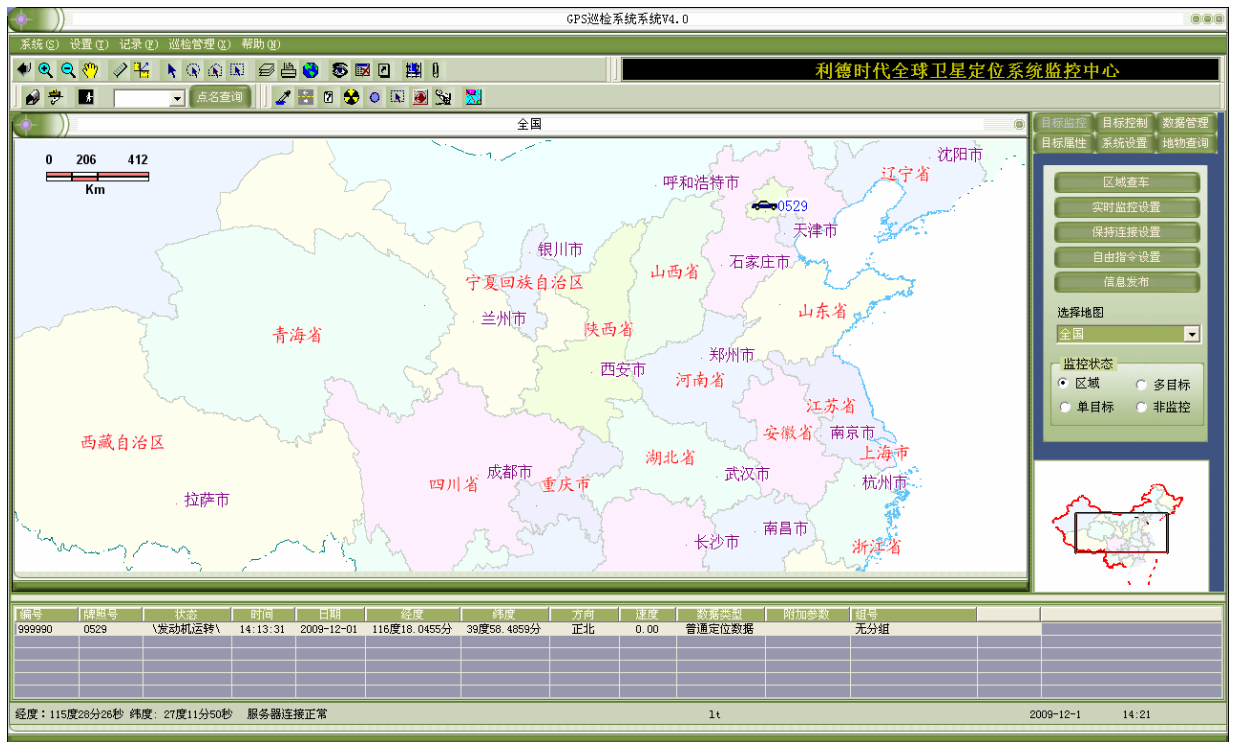 GPS巡检系统系统V4.0
系统(S) 设置(T) 记录(P) 巡检管理(X) 帮助(N)
利德时代全球卫星定位系统监控中心
点名查询
全国
目标监控 目标控制 数据管理
目标属性 系统设置 地物查询
0 206 412
Km
沈阳市
辽宁省
呼和浩特市
0529
天津市
银川市
石家庄市
山西省
宁夏回族自治区
山东省
兰州市
陕西省
青海省
郑州市
西安市
河南省
江苏省
安徽省 南京市
西藏自治区
上海市
湖北省
成都市
武汉市
四川省
重庆市
杭州市
拉萨市
南昌市
长沙市
浙江省
区域查车
实时监控设置
保持连接设置
自由指令设置
信息发布
选择地图
全国
监控状态
区域 多目标
单目标 非监控
编号 牌照号 状态 时间 日期 经度 纬度 方向 速度 数据类型 附加参数 组号
999990 0529 \发动机运转\ 14:13:31 2009-12-01 116度18.0455分 39度58.4859分 正北 0.00 普通定位数据 无分组
经度：115度28分26秒 纬度: 27度11分50秒 服务器连接正常 lt 2009-12-1 14:21